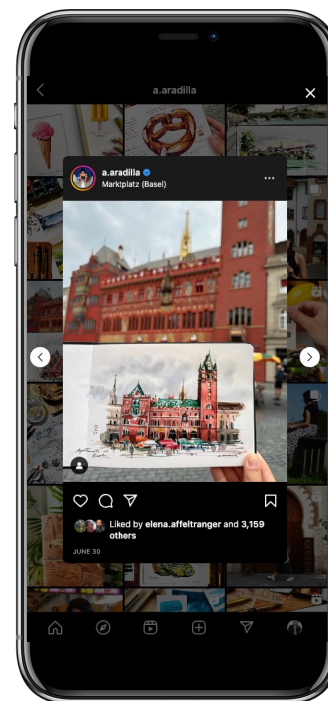 a.aradilla
a.aradilla
Marktplatz (Basel)
Liked by elena.affeltranger and 3,159
others
JUNE 30